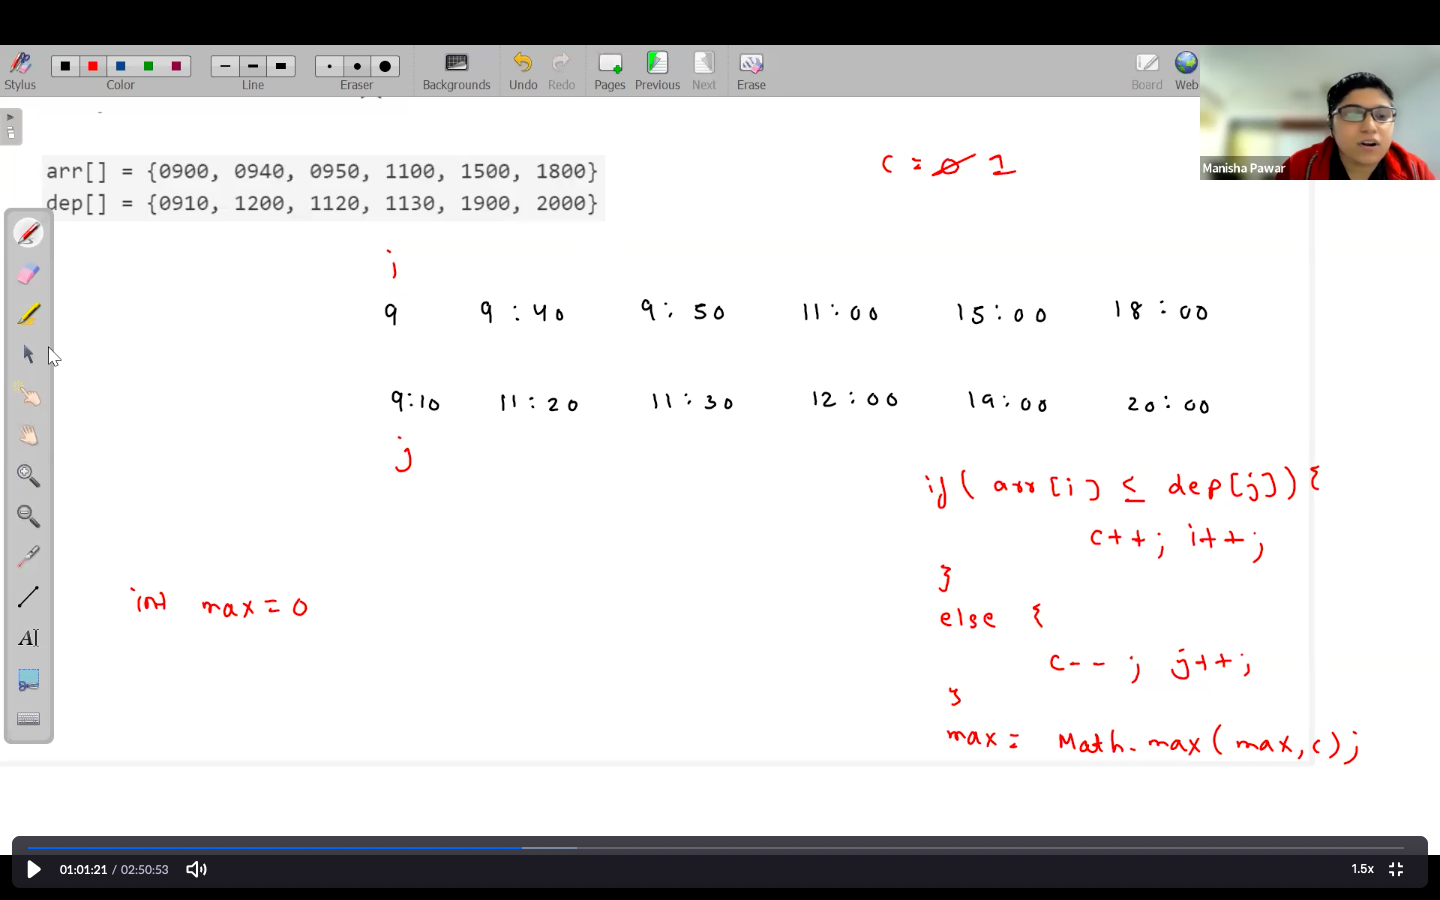 Stylus Color Line Eraser Backgrounds Undo Redo Pages Previous Next Erase Board Web
Manisha Pawar
c = 0 1
arr[] = {0900, 0940, 0950, 1100, 1500, 1800}
dep[] = {0910, 1200, 1120, 1130, 1900, 2000}
i
9 9:40 9:50 11:00 15:00 18:00
9:10 11:20 11:30 12:00 19:00 20:00
j
if( arr[i] ≤ dep[j]) {
c++; i++;
}
int max = 0
else {
c-- ; j++;
}
max = Math.max(max, c);
AI
01:01:21 / 02:50:53
1.5x